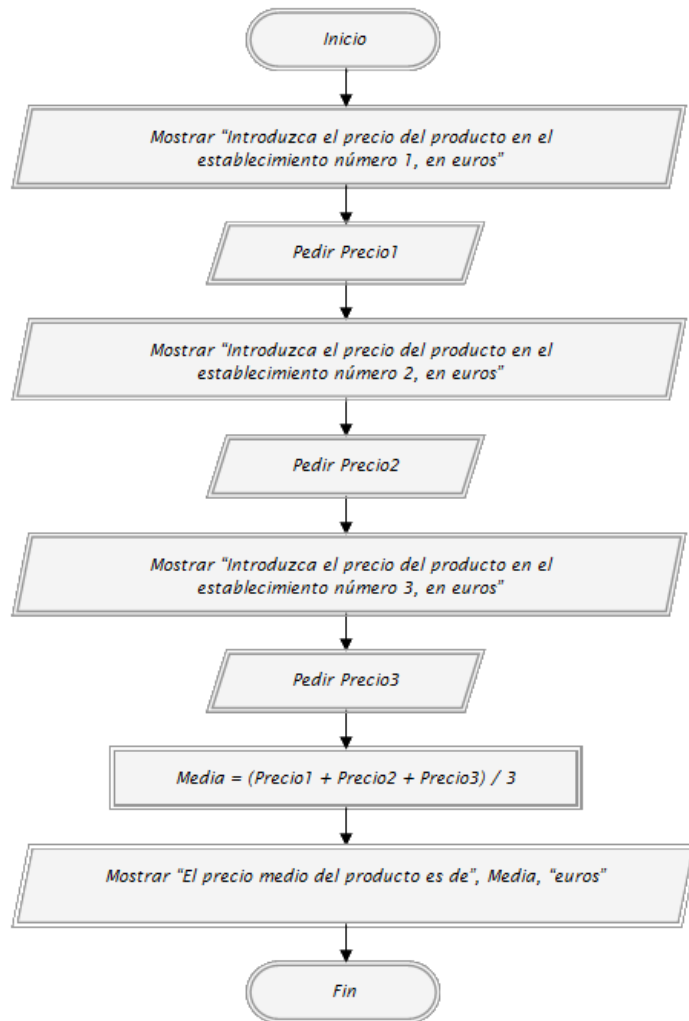 Inicio
Mostrar “Introduzca el precio del producto en el
establecimiento número 1, en euros”
Pedir Precio1
Mostrar “Introduzca el precio del producto en el
establecimiento número 2, en euros”
Pedir Precio2
Mostrar “Introduzca el precio del producto en el
establecimiento número 3, en euros”
Pedir Precio3
Media = (Precio1 + Precio2 + Precio3) / 3
Mostrar “El precio medio del producto es de”, Media, “euros”
Fin